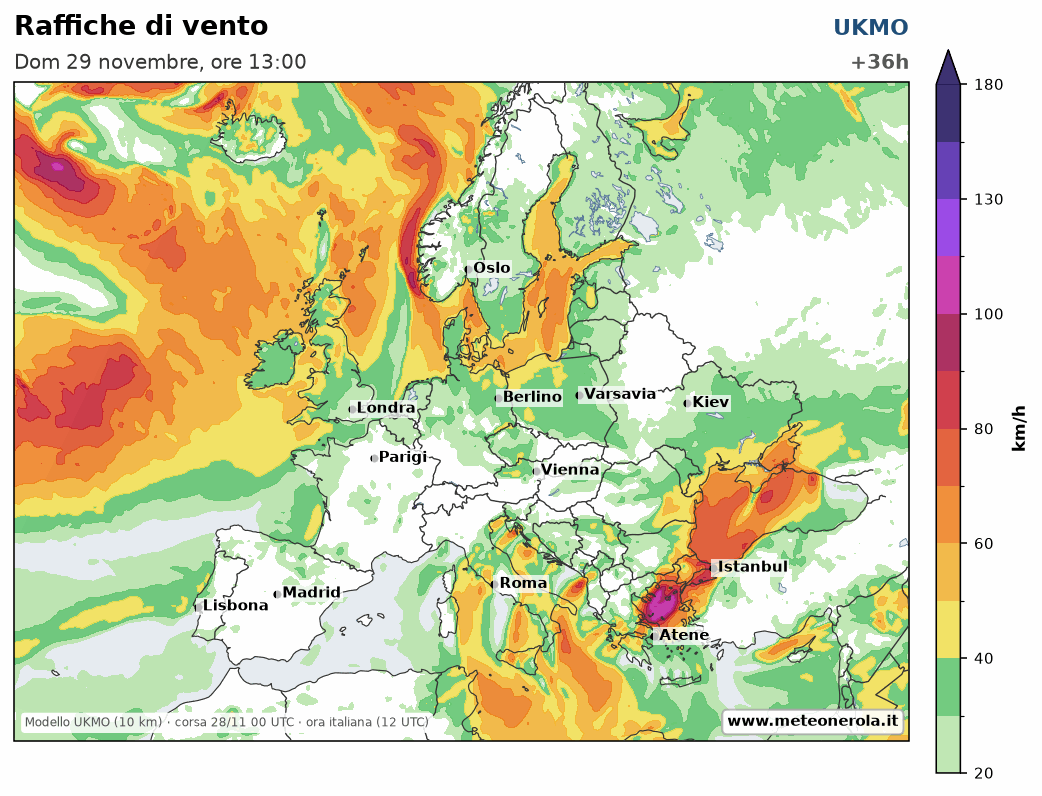 Raffiche di vento
UKMO
Dom 29 novembre, ore 13:00
+36h
180
130
100
80
60
40
20
km/h
Oslo
Berlino
Varsavia
Kiev
Londra
Parigi
Vienna
Istanbul
Roma
Madrid
Lisbona
Atene
Modello UKMO (10 km) · corsa 28/11 00 UTC · ora italiana (12 UTC)
www.meteonerola.it